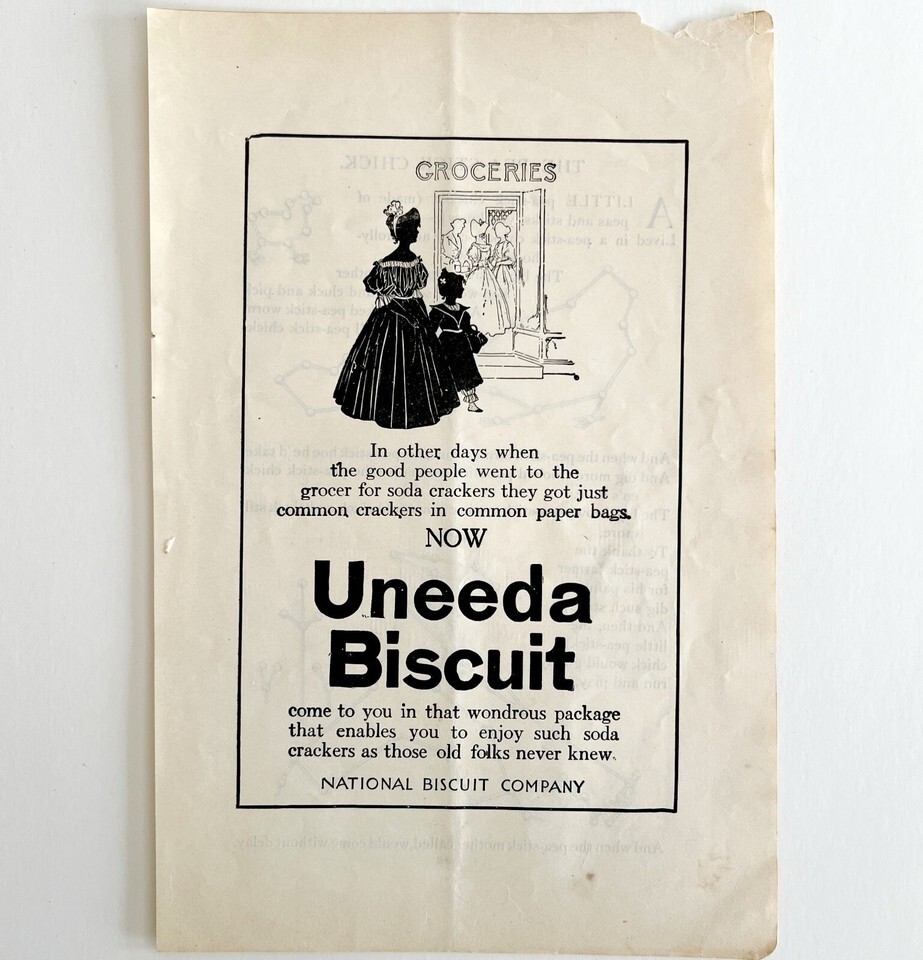 GROCERIES
In other days when
the good people went to the
grocer for soda crackers they got just
common crackers in common paper bags.
NOW
Uneeda
Biscuit
come to you in that wondrous package
that enables you to enjoy such soda
crackers as those old folks never knew.
NATIONAL BISCUIT COMPANY